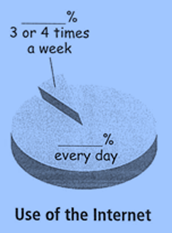 ______%
3 or 4 times
a week
______%
every day
Use of the Internet